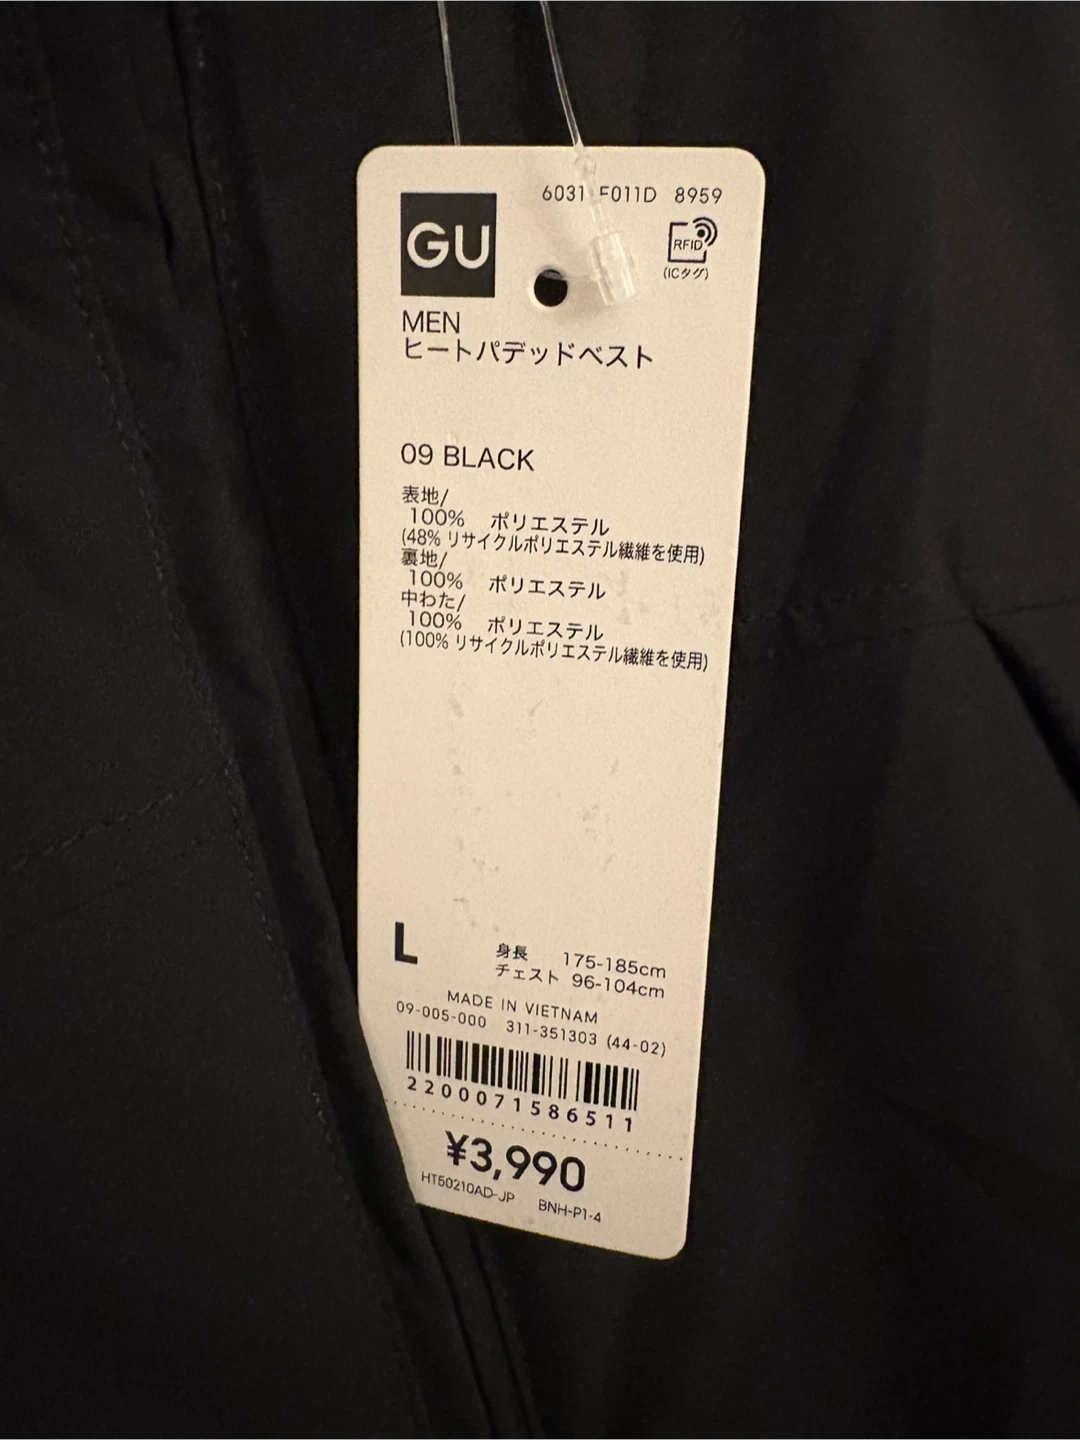 6031 F011D 8959
GU
RFID
(ICタグ)
MEN
ヒートパデッドベスト
09 BLACK
表地/
100% ポリエステル
(48% リサイクルポリエステル繊維を使用)
裏地/
100% ポリエステル
中わた/
100% ポリエステル
(100% リサイクルポリエステル繊維を使用)
L
身長 175-185cm
チェスト 96-104cm
MADE IN VIETNAM
09-005-000 311-351303 (44-02)
2200071586511
¥3,990
HT50210AD-JP BNH-P1-4